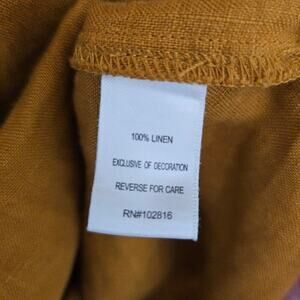 100% LINEN
EXCLUSIVE OF DECORATION
REVERSE FOR CARE
RN#102816